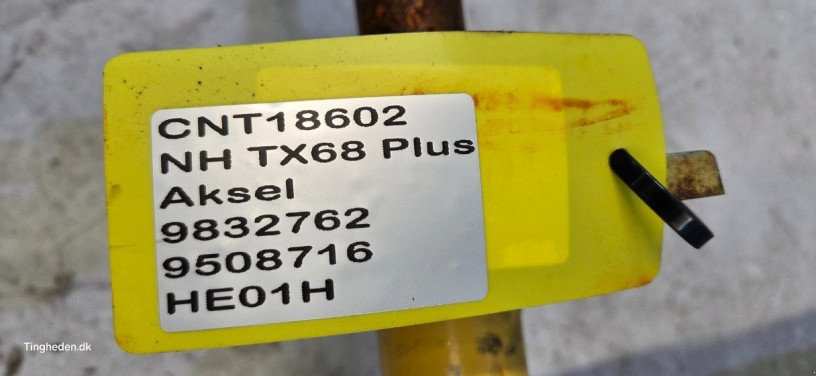 CNT18602
NH TX68 Plus
Aksel
9832762
9508716
HE01H
Tingheden.dk